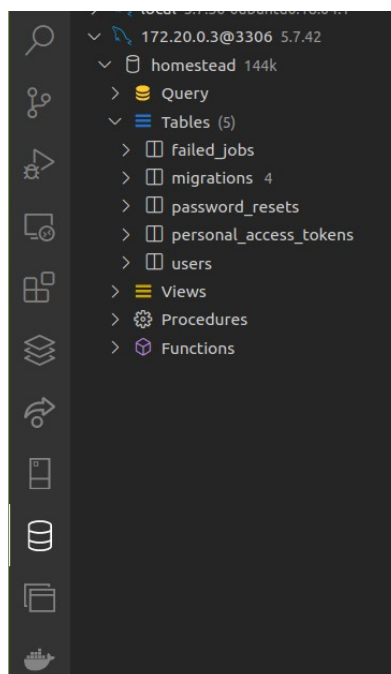 172.20.0.3@3306 5.7.42
homestead 144k
Query
Tables (5)
failed_jobs
migrations 4
password_resets
personal_access_tokens
users
Views
Procedures
Functions